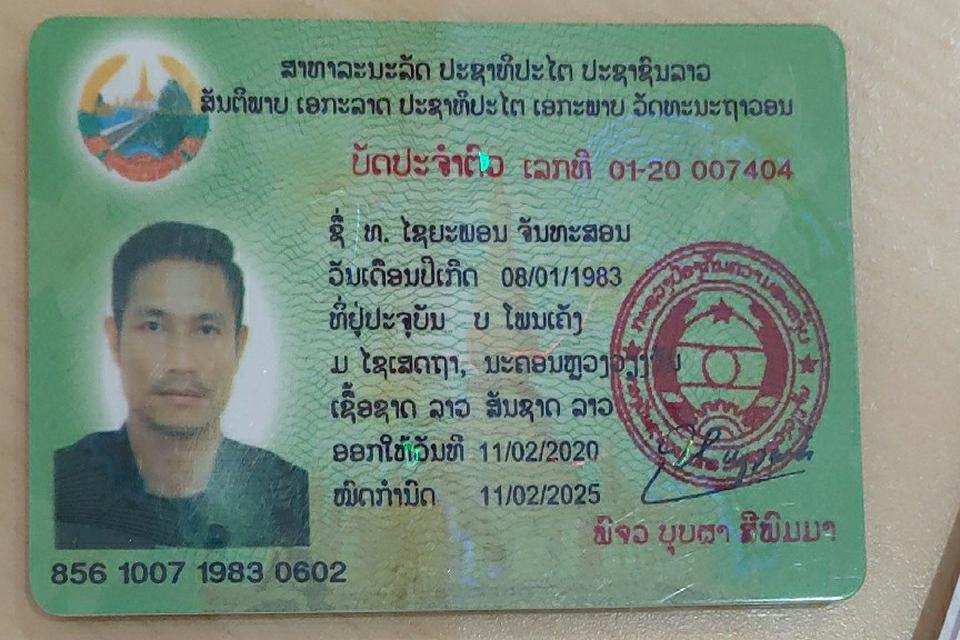 ສາທາລະນະລັດ ປະຊາທິປະໄຕ ປະຊາຊົນລາວ
ສັນຕິພາບ ເອກະລາດ ປະຊາທິປະໄຕ ເອກະພາບ ວັດທະນະຖາວອນ
ບັດປະຈຳຕົວ ເລກທີ 01-20 007404
ຊື່ ທ. ໄຊຍະພອນ ຈັນທະສອນ
ວັນເດືອນປີເກີດ 08/01/1983
ທີ່ຢູ່ປະຈຸບັນ ບ ໂພນເຄັງ
ມ ໄຊເສດຖາ, ນະຄອນຫຼວງວຽງຈັນ
ເຊື້ອຊາດ ລາວ ສັນຊາດ ລາວ
ອອກໃຫ້ວັນທີ 11/02/2020
ໝົດກຳນົດ 11/02/2025
ພົຈວ ບຸບຜາ ສີພົມມາ
856 1007 1983 0602